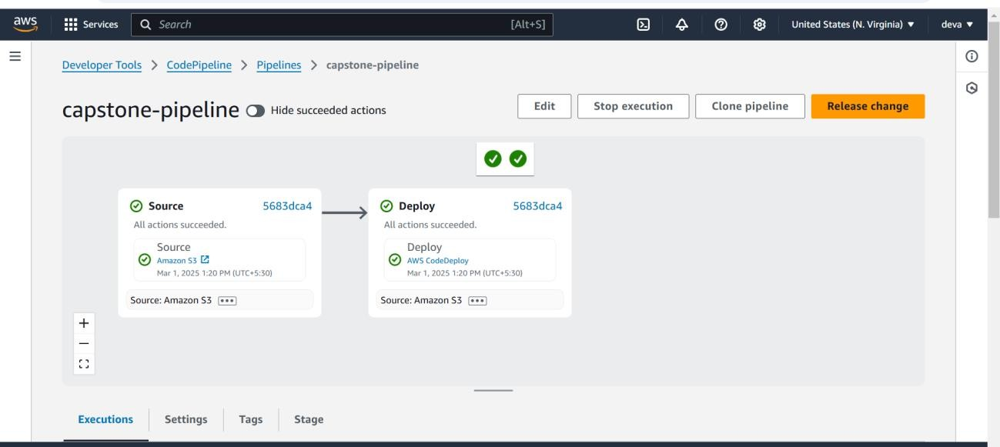 aws Services Search [Alt+S] United States (N. Virginia) deva
Developer Tools > CodePipeline > Pipelines > capstone-pipeline
capstone-pipeline Hide succeeded actions Edit Stop execution Clone pipeline Release change
Source 5683dca4
All actions succeeded.
Source
Amazon S3
Mar 1, 2025 1:20 PM (UTC+5:30)
Source: Amazon S3
Deploy 5683dca4
All actions succeeded.
Deploy
AWS CodeDeploy
Mar 1, 2025 1:20 PM (UTC+5:30)
Source: Amazon S3
Executions Settings Tags Stage